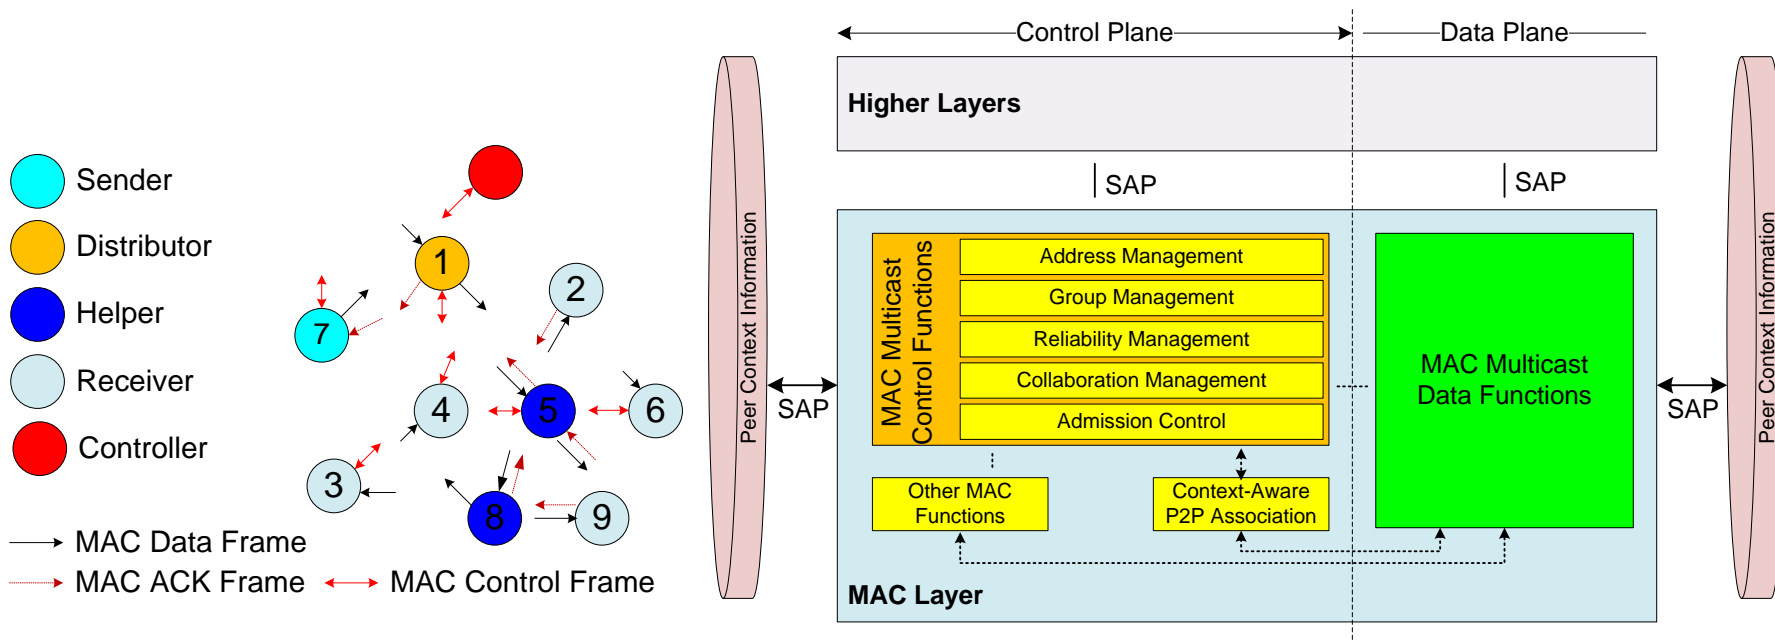 Sender
Distributor
Helper
Receiver
Controller
1
2
7
4
5
6
3
8
9
MAC Data Frame
MAC ACK Frame
MAC Control Frame
Peer Context Information
SAP
Control Plane
Data Plane
Higher Layers
SAP
SAP
MAC Multicast
Control Functions
Address Management
Group Management
Reliability Management
Collaboration Management
Admission Control
Other MAC
Functions
Context-Aware
P2P Association
MAC Multicast
Data Functions
MAC Layer
SAP
Peer Context Information